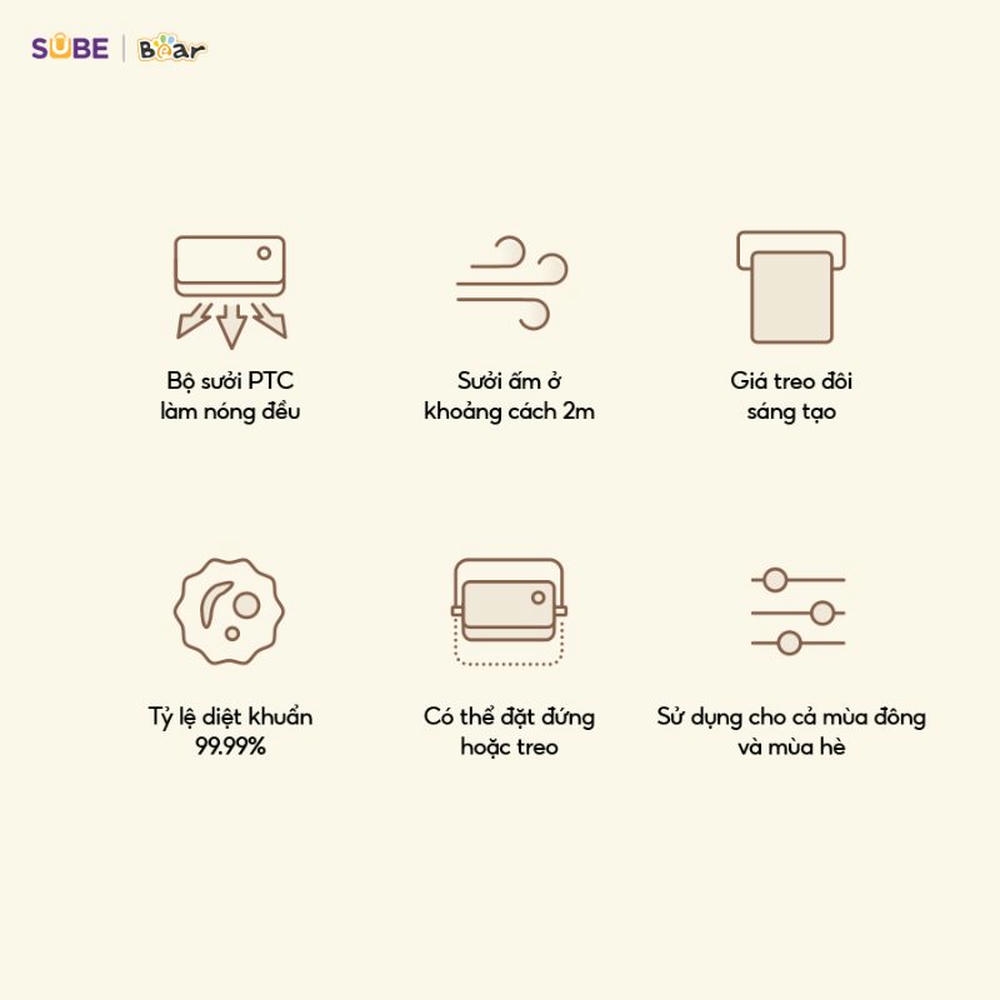 SUBE | Bear
Bộ sưởi PTC
làm nóng đều
Sưởi ấm ở
khoảng cách 2m
Giá treo đôi
sáng tạo
Tỷ lệ diệt khuẩn
99.99%
Có thể đặt đứng
hoặc treo
Sử dụng cho cả mùa đông
và mùa hè